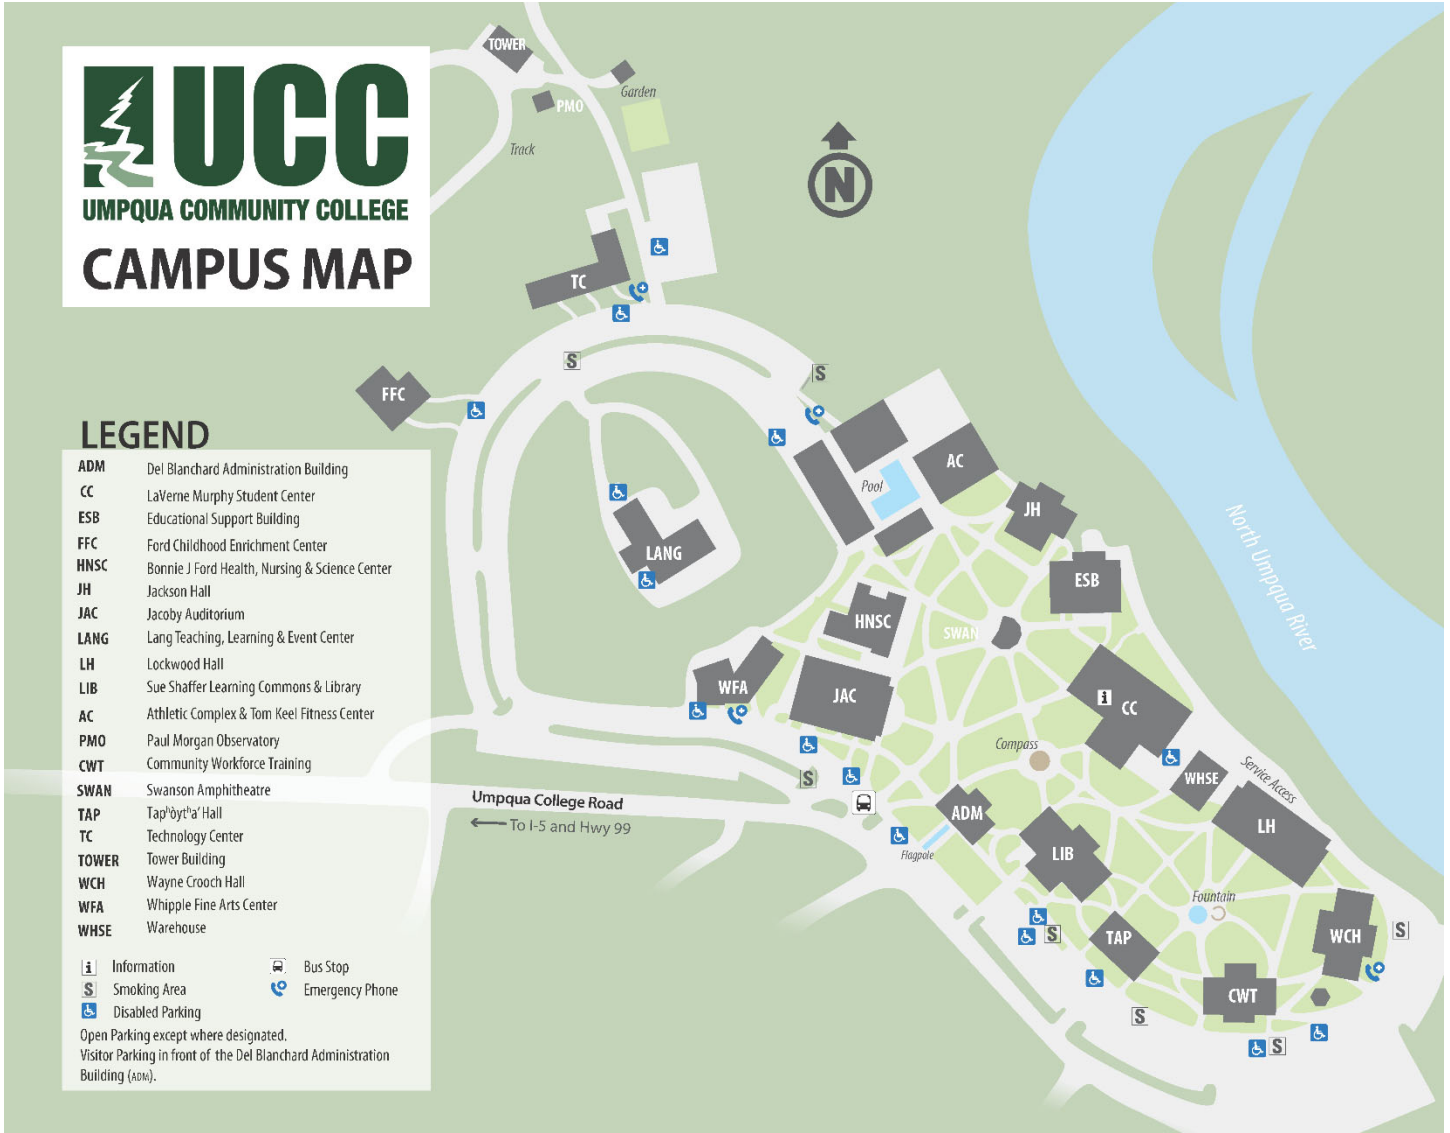 UCC
UMPQUA COMMUNITY COLLEGE
CAMPUS MAP
TOWER
PMO
Garden
Track
N
TC
S
S
FFC
AC
Pool
JH
LANG
ESB
HNSC
SWAN
WFA
JAC
i
CC
Compass
WHSE
Service Access
North Umpqua River
S
Umpqua College Road
To I-5 and Hwy 99
ADM
Flagpole
LIB
LH
Fountain
TAP
S
WCH
S
CWT
S
S
LEGEND
ADM Del Blanchard Administration Building
CC LaVerne Murphy Student Center
ESB Educational Support Building
FFC Ford Childhood Enrichment Center
HNSC Bonnie J Ford Health, Nursing & Science Center
JH Jackson Hall
JAC Jacoby Auditorium
LANG Lang Teaching, Learning & Event Center
LH Lockwood Hall
LIB Sue Shaffer Learning Commons & Library
AC Athletic Complex & Tom Keel Fitness Center
PMO Paul Morgan Observatory
CWT Community Workforce Training
SWAN Swanson Amphitheatre
TAP Tapʰòytʰaʼ Hall
TC Technology Center
TOWER Tower Building
WCH Wayne Crooch Hall
WFA Whipple Fine Arts Center
WHSE Warehouse
i Information
Bus Stop
S Smoking Area
Emergency Phone
Disabled Parking
Open Parking except where designated.
Visitor Parking in front of the Del Blanchard Administration
Building (ADM).